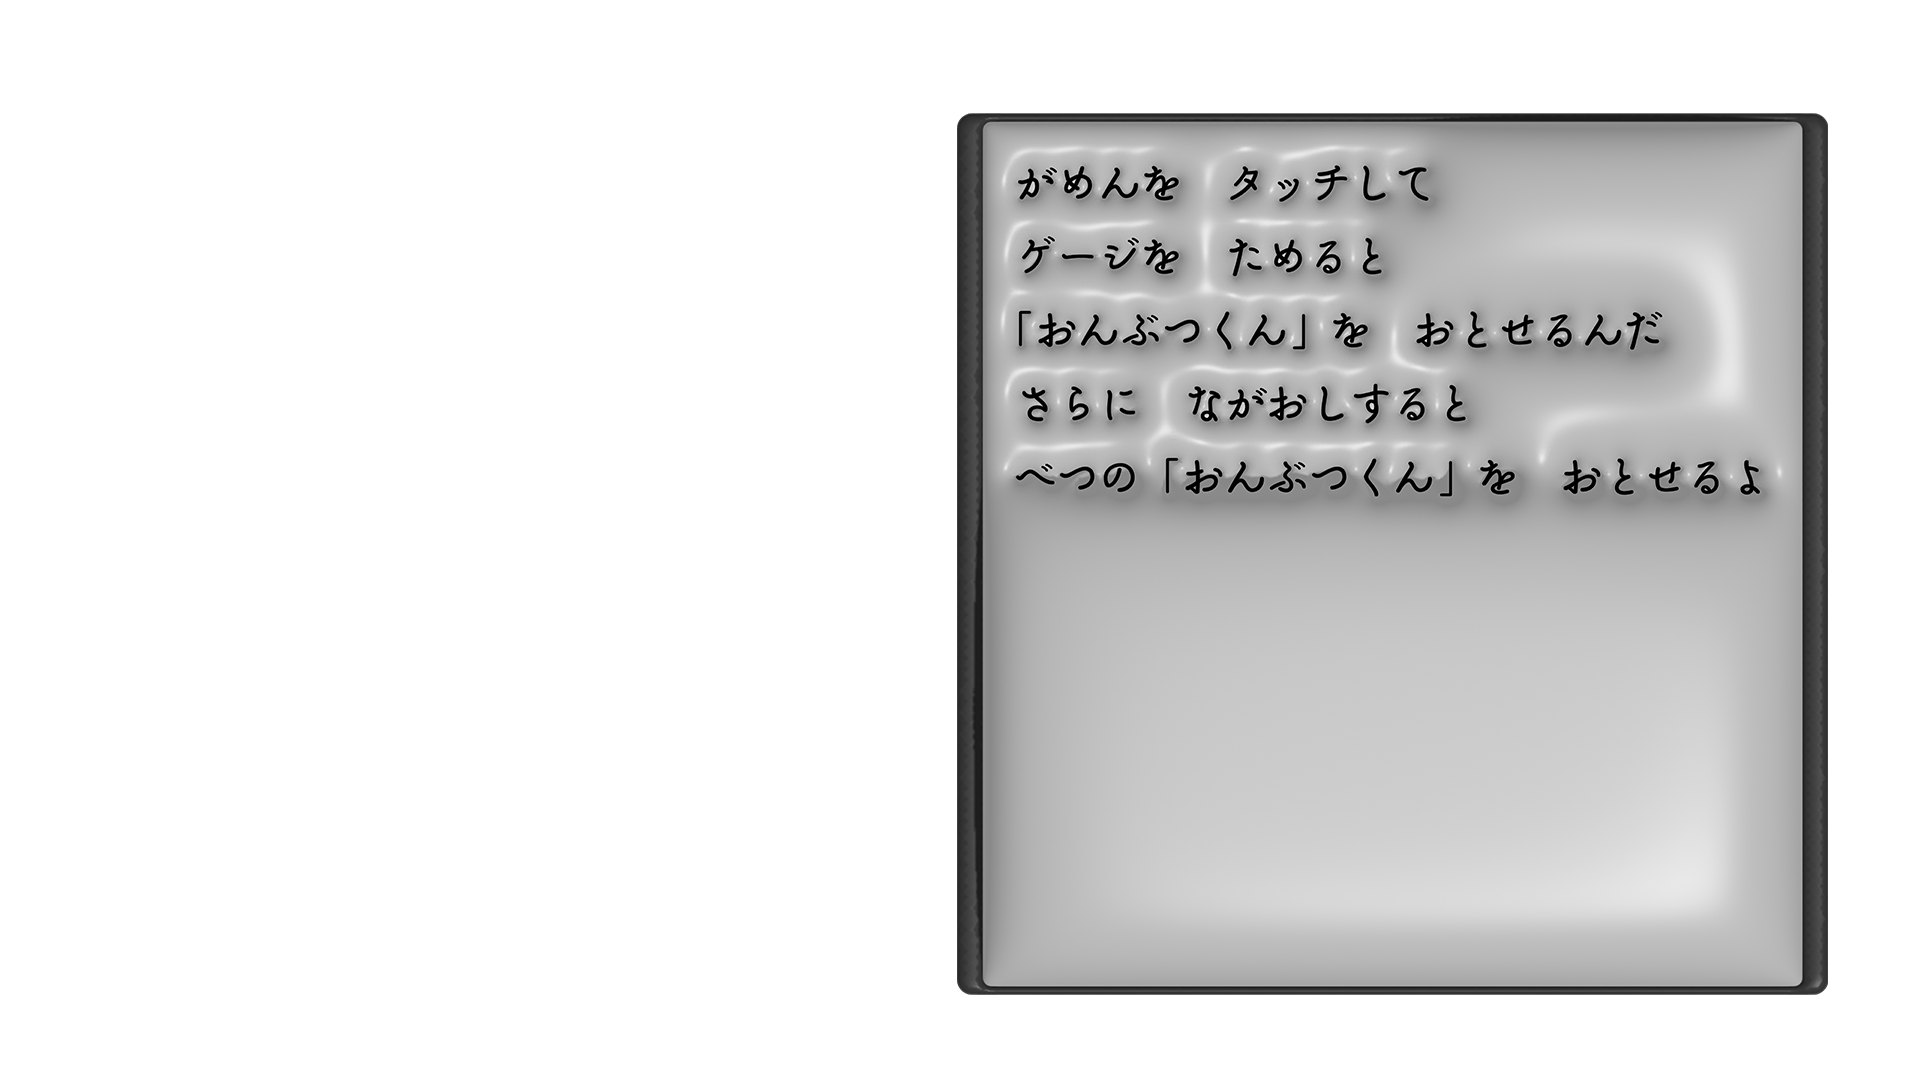 がめんを　タッチして
ゲージを　ためると
「おんぶつくん」を　おとせるんだ
さらに　ながおしすると
べつの「おんぶつくん」を　おとせるよ